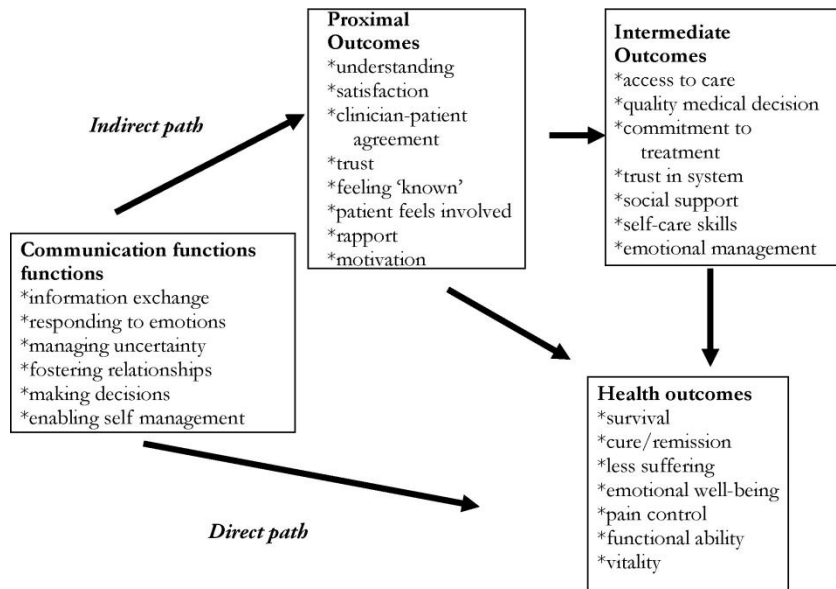 Proximal
Outcomes
*understanding
*satisfaction
*clinician-patient
agreement
*trust
*feeling ‘known’
*patient feels involved
*rapport
*motivation
Intermediate
Outcomes
*access to care
*quality medical decision
*commitment to
treatment
*trust in system
*social support
*self-care skills
*emotional management
Indirect path
Communication functions
functions
*information exchange
*responding to emotions
*managing uncertainty
*fostering relationships
*making decisions
*enabling self management
Health outcomes
*survival
*cure/remission
*less suffering
*emotional well-being
*pain control
*functional ability
*vitality
Direct path